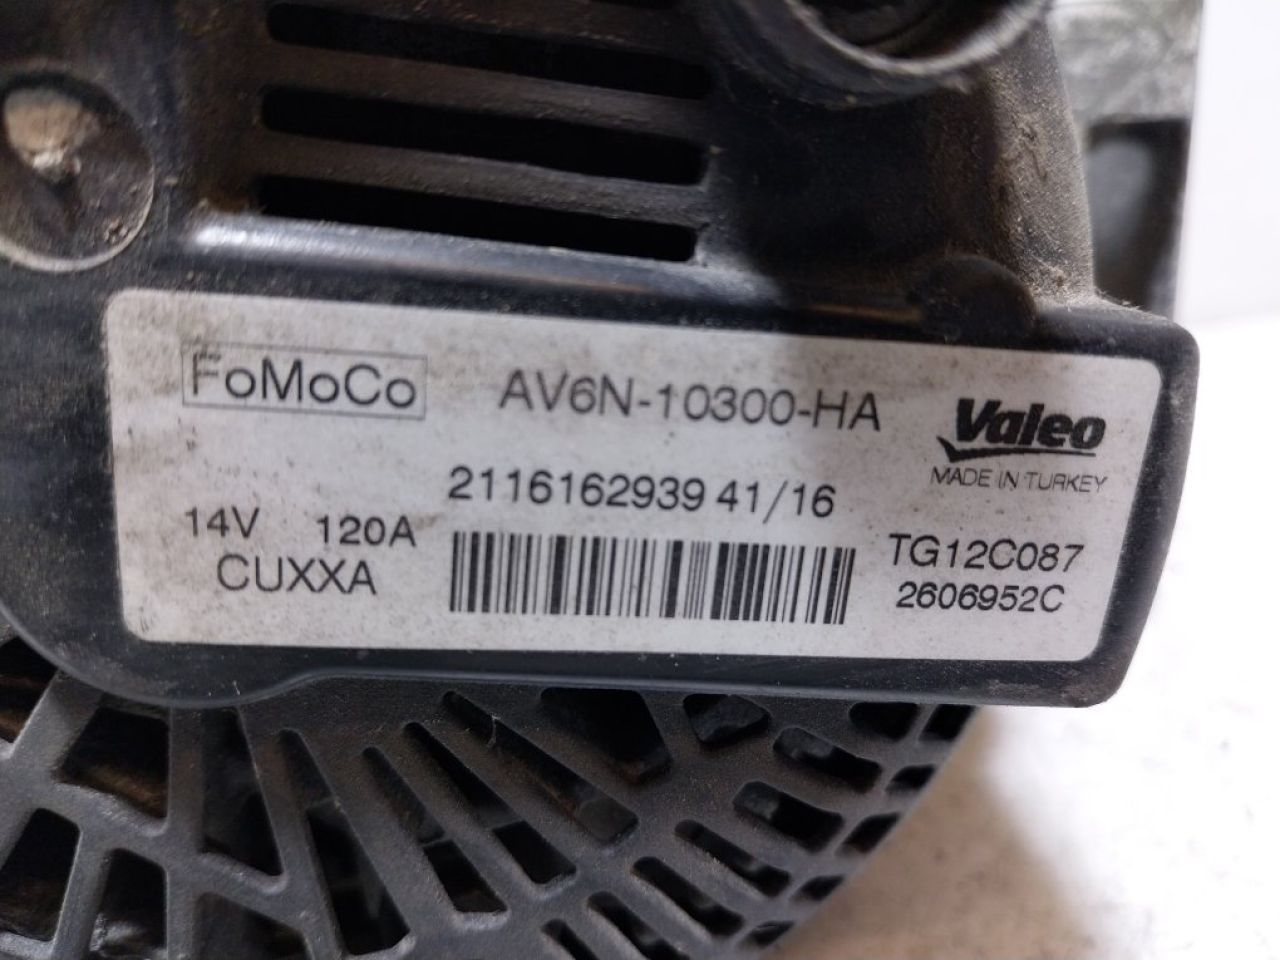 FoMoCo AV6N-10300-HA Valeo
MADE IN TURKEY
2116162939 41/16
14V 120A TG12C087
CUXXA 2606952C